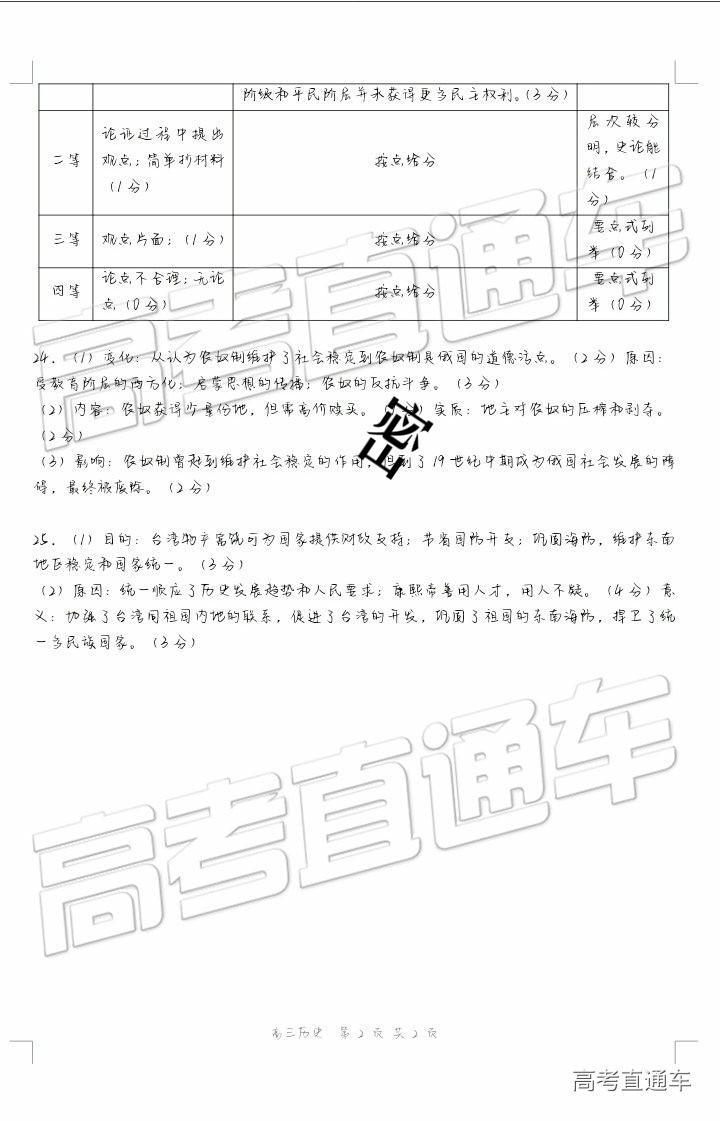 阶级和平民阶层并未获得更多民主权利。（3 分）
二等
论证过程中提出
观点；简单抄材料
（1 分）
按点给分
层次较分
明，史论能
结合。（1
分）
三等
观点片面；（1 分）
按点给分
要点式列
举（0 分）
四等
论点不合理；无论
点（0 分）
按点给分
要点式列
举（0 分）
24．（1）变化：从认为农奴制维护了社会稳定到农奴制是俄国的道德污点。（2 分）原因：
受教育阶层的西方化；启蒙思想的传播；农奴的反抗斗争。（3 分）
（2）内容：农奴获得少量份地，但需高价赎买。 分）实质：地主对农奴的压榨和剥夺。
（2 分）
（3）影响：农奴制曾起到维护社会稳定的作用，但到了 19 世纪中期成为俄国社会发展的障
碍，最终被废除。（2 分）
密
25．（1）目的：台湾物产富饶可为国家提供财政支持；节省国防开支；巩固海防，维护东南
地区稳定和国家统一。（3 分）
（2）原因：统一顺应了历史发展趋势和人民要求；康熙帝善用人才，用人不疑。（4 分）意
义：加强了台湾同祖国内地的联系，促进了台湾的开发，巩固了祖国的东南海防，捍卫了统
一多民族国家。（3 分）
高考直通车
高考直通车
高三历史 第 2 页 共 2 页
高考直通车